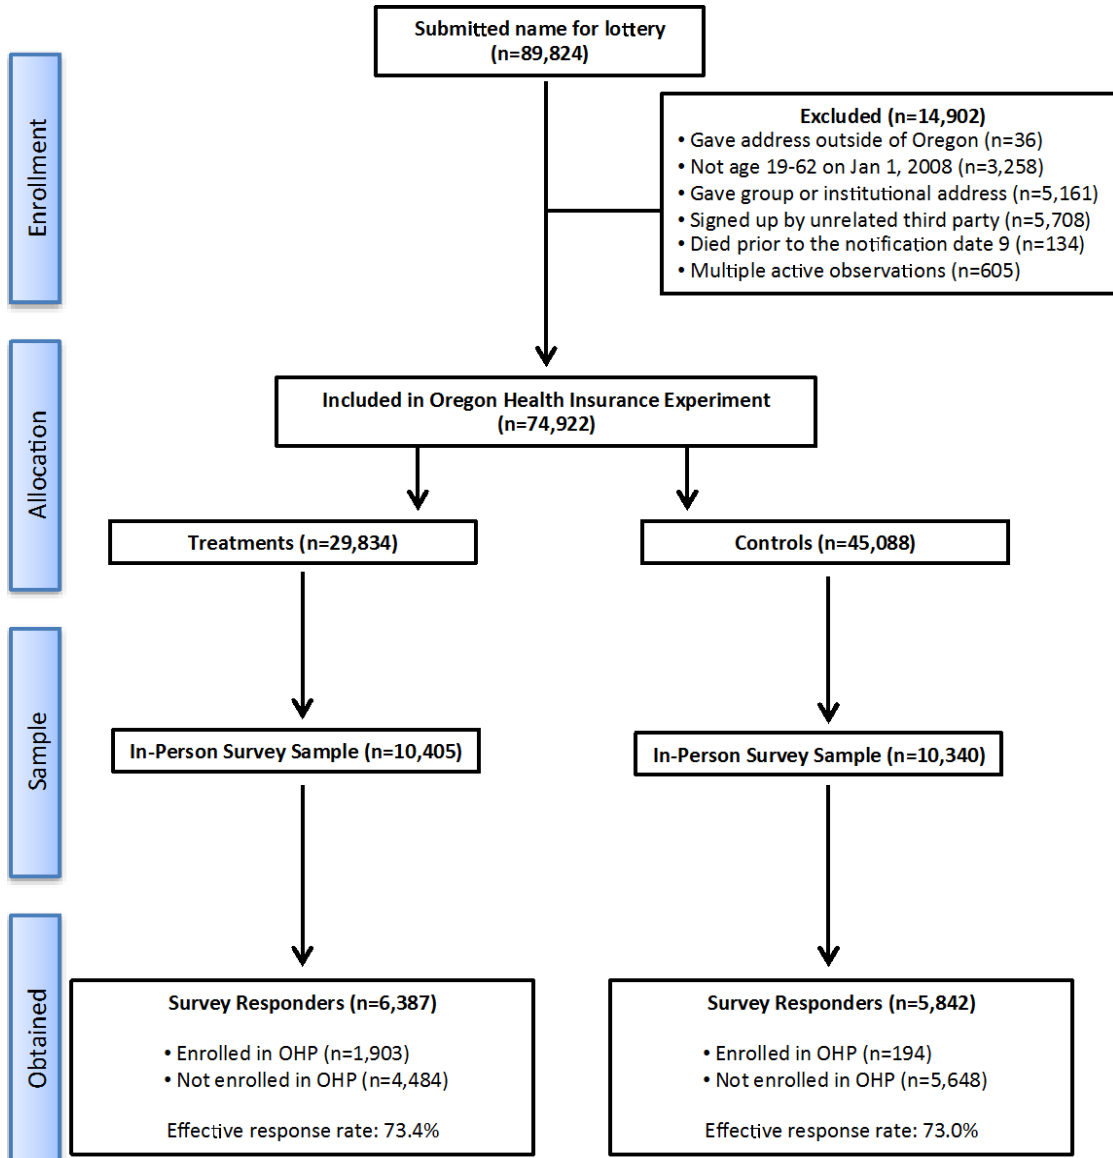 Submitted name for lottery
(n=89,824)
Enrollment
Excluded (n=14,902)
• Gave address outside of Oregon (n=36)
• Not age 19-62 on Jan 1, 2008 (n=3,258)
• Gave group or institutional address (n=5,161)
• Signed up by unrelated third party (n=5,708)
• Died prior to the notification date 9 (n=134)
• Multiple active observations (n=605)
Allocation
Included in Oregon Health Insurance Experiment
(n=74,922)
Treatments (n=29,834)
Controls (n=45,088)
Sample
In-Person Survey Sample (n=10,405)
In-Person Survey Sample (n=10,340)
Obtained
Survey Responders (n=6,387)
• Enrolled in OHP (n=1,903)
• Not enrolled in OHP (n=4,484)
Effective response rate: 73.4%
Survey Responders (n=5,842)
• Enrolled in OHP (n=194)
• Not enrolled in OHP (n=5,648)
Effective response rate: 73.0%